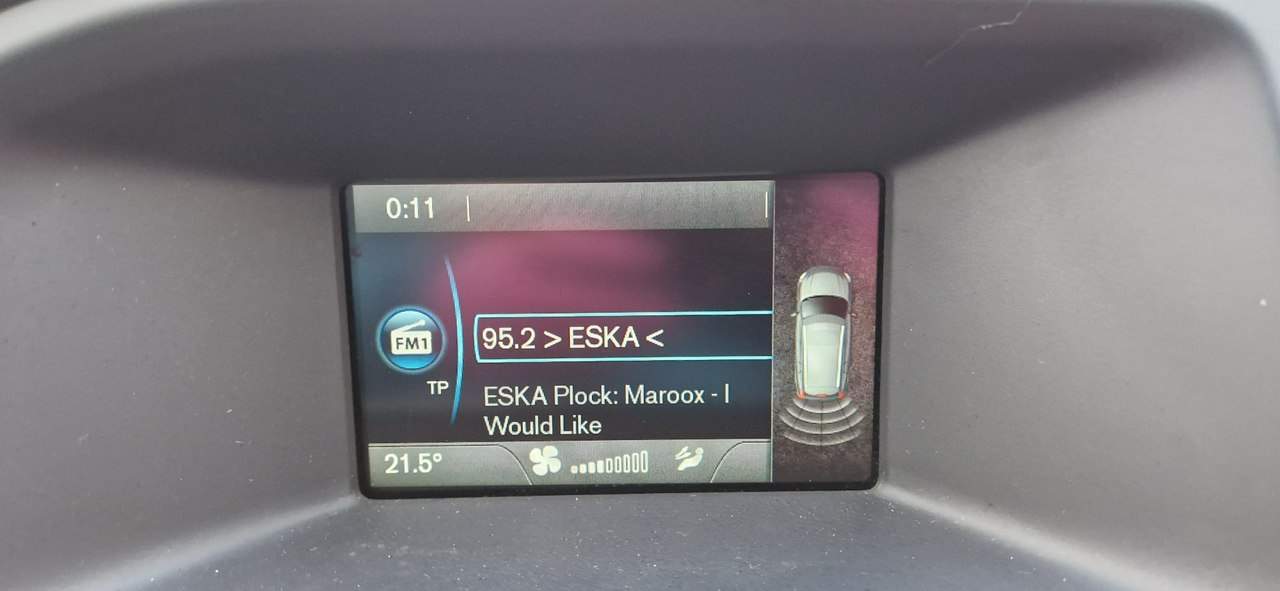 0:11
95.2 > ESKA <
FM1
TP
ESKA Plock: Maroox - I
Would Like
21.5°